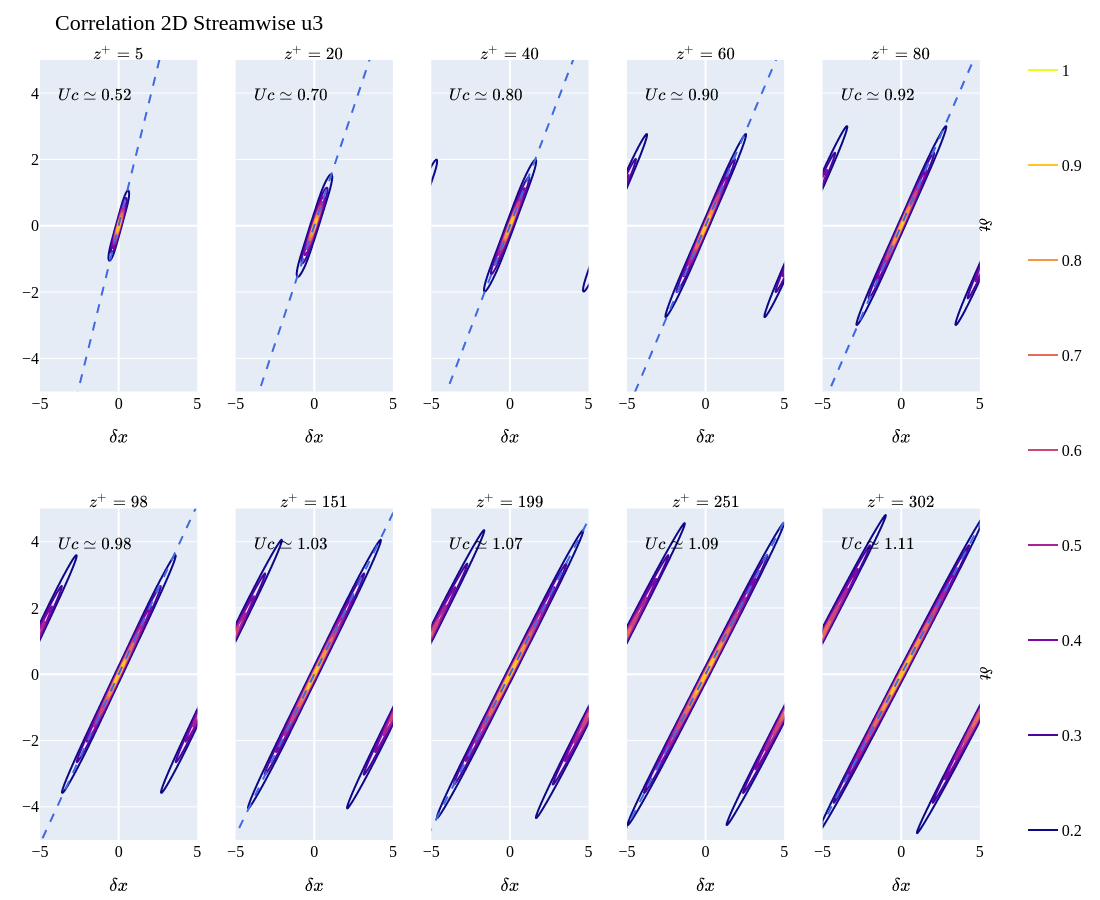 Correlation 2D Streamwise u3
z⁺ = 5 z⁺ = 20 z⁺ = 40 z⁺ = 60 z⁺ = 80
Uc ≃ 0.52 Uc ≃ 0.70 Uc ≃ 0.80 Uc ≃ 0.90 Uc ≃ 0.92
4
2
0
−2
−4
δt
−5 0 5 −5 0 5 −5 0 5 −5 0 5 −5 0 5
δx δx δx δx δx
z⁺ = 98 z⁺ = 151 z⁺ = 199 z⁺ = 251 z⁺ = 302
Uc ≃ 0.98 Uc ≃ 1.03 Uc ≃ 1.07 Uc ≃ 1.09 Uc ≃ 1.11
4
2
0
−2
−4
δt
−5 0 5 −5 0 5 −5 0 5 −5 0 5 −5 0 5
δx δx δx δx δx
1
0.9
0.8
0.7
0.6
0.5
0.4
0.3
0.2